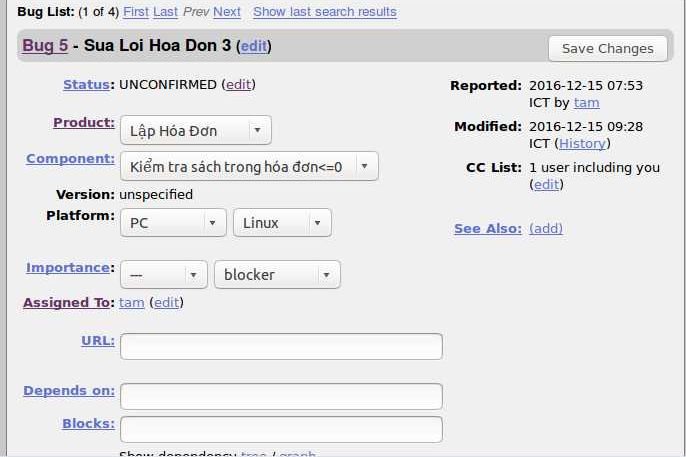 Bug List: (1 of 4) First Last Prev Next Show last search results
Bug 5 - Sua Loi Hoa Don 3 (edit)
Save Changes
Status: UNCONFIRMED (edit)
Product: Lập Hóa Đơn
Component: Kiểm tra sách trong hóa đơn<=0
Version: unspecified
Platform: PC Linux
Importance: --- blocker
Assigned To: tam (edit)
URL:
Depends on:
Blocks:
Show dependency tree / graph
Reported: 2016-12-15 07:53
ICT by tam
Modified: 2016-12-15 09:28
ICT (History)
CC List: 1 user including you
(edit)
See Also: (add)